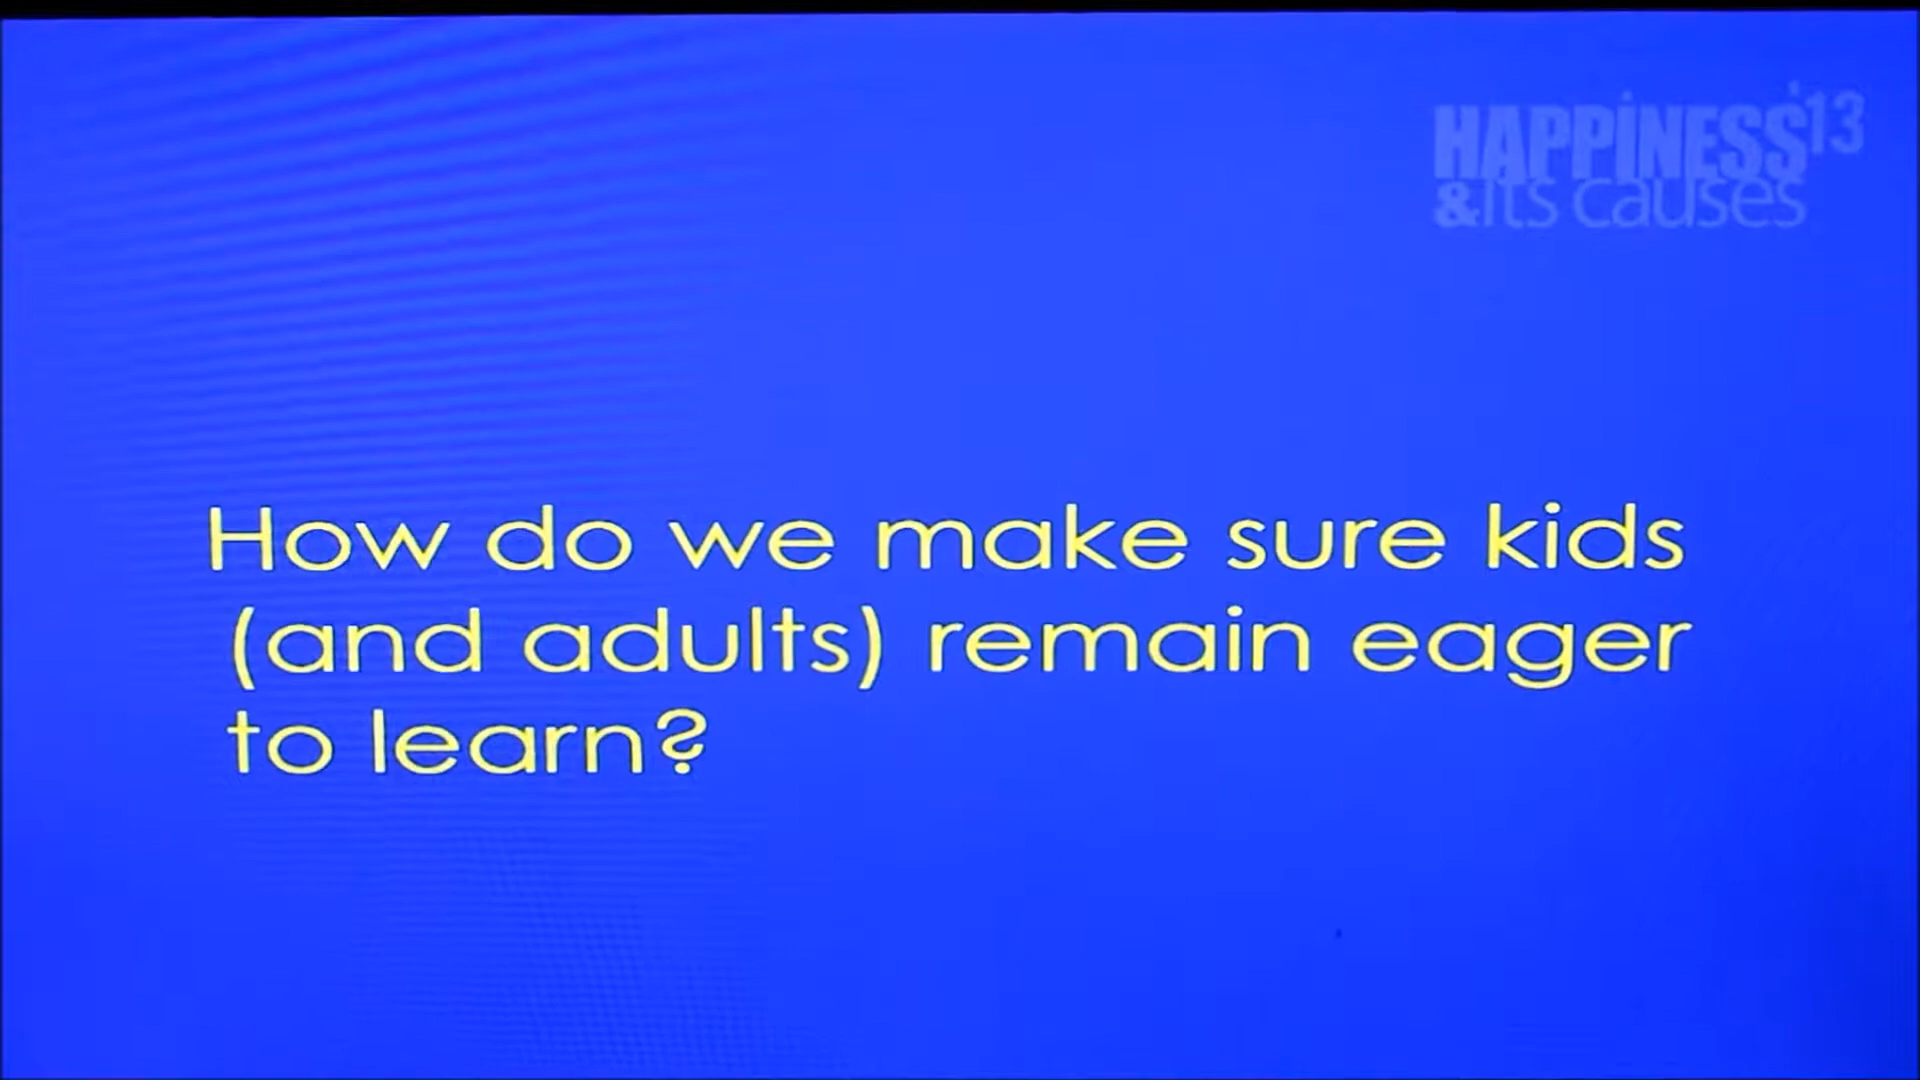 HAPPINESS'13
&its causes
How do we make sure kids
(and adults) remain eager
to learn?